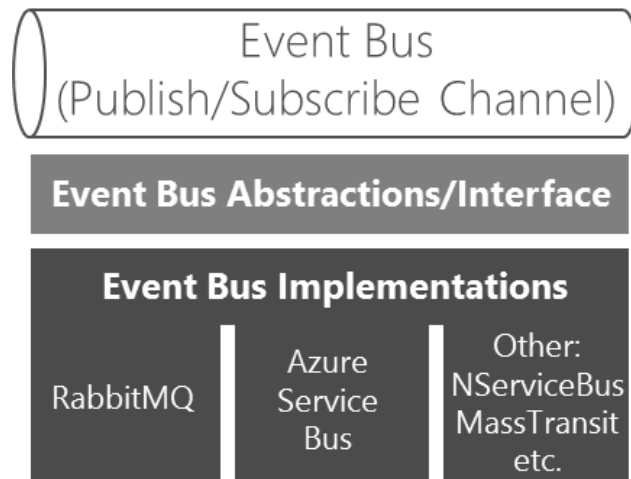 Event Bus
(Publish/Subscribe Channel)
Event Bus Abstractions/Interface
Event Bus Implementations
RabbitMQ
Azure
Service
Bus
Other:
NServiceBus
MassTransit
etc.